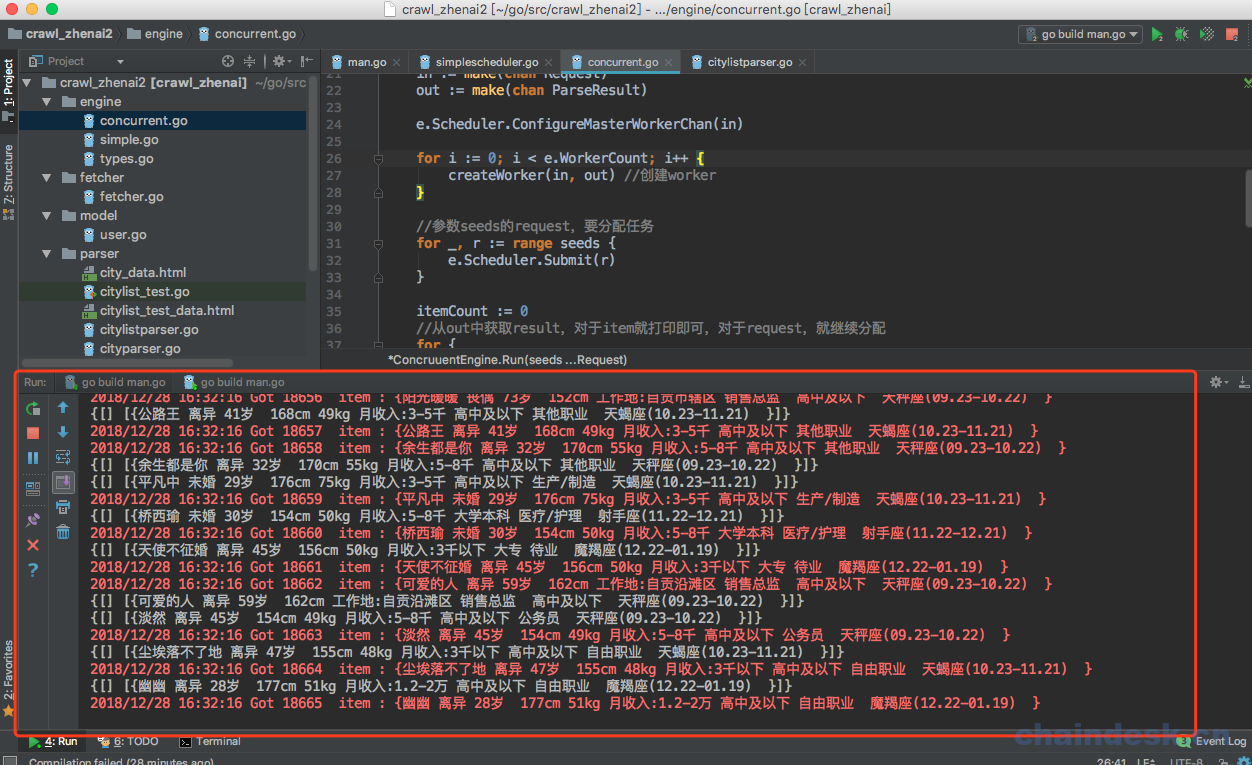 crawl_zhenai2 [~/go/src/crawl_zhenai2] - .../engine/concurrent.go [crawl_zhenai]
crawl_zhenai2 engine concurrent.go go build man.go
1: Project
Z: Structure
2: Favorites
Project
man.go simplescheduler.go concurrent.go citylistparser.go
crawl_zhenai2 [crawl_zhenai] ~/go/src
engine
concurrent.go
simple.go
types.go
fetcher
fetcher.go
model
user.go
parser
city_data.html
citylist_test.go
citylist_test_data.html
citylistparser.go
cityparser.go
21 in := make(chan Request)
22 out := make(chan ParseResult)
23
24 e.Scheduler.ConfigureMasterWorkerChan(in)
25
26 for i := 0; i < e.WorkerCount; i++ {
27 createWorker(in, out) //创建worker
28 }
29
30 //参数seeds的request，要分配任务
31 for _, r := range seeds {
32 e.Scheduler.Submit(r)
33 }
34
35 itemCount := 0
36 //从out中获取result，对于item就打印即可，对于request，就继续分配
37 for {
*ConcruuentEngine.Run(seeds ...Request)
Run: go build man.go go build man.go
2018/12/28 16:32:16 Got 18656 item : {阳光暖暖 丧偶 73岁 152cm 工作地:自贡市辖区 销售总监 高中及以下 天秤座(09.23-10.22) }
{[] [{公路王 离异 41岁 168cm 49kg 月收入:3-5千 高中及以下 其他职业 天蝎座(10.23-11.21) }]}
2018/12/28 16:32:16 Got 18657 item : {公路王 离异 41岁 168cm 49kg 月收入:3-5千 高中及以下 其他职业 天蝎座(10.23-11.21) }
2018/12/28 16:32:16 Got 18658 item : {余生都是你 离异 32岁 170cm 55kg 月收入:5-8千 高中及以下 其他职业 天秤座(09.23-10.22) }
{[] [{余生都是你 离异 32岁 170cm 55kg 月收入:5-8千 高中及以下 其他职业 天秤座(09.23-10.22) }]}
{[] [{平凡中 未婚 29岁 176cm 75kg 月收入:3-5千 高中及以下 生产/制造 天蝎座(10.23-11.21) }]}
2018/12/28 16:32:16 Got 18659 item : {平凡中 未婚 29岁 176cm 75kg 月收入:3-5千 高中及以下 生产/制造 天蝎座(10.23-11.21) }
{[] [{桥西瑜 未婚 30岁 154cm 50kg 月收入:5-8千 大学本科 医疗/护理 射手座(11.22-12.21) }]}
2018/12/28 16:32:16 Got 18660 item : {桥西瑜 未婚 30岁 154cm 50kg 月收入:5-8千 大学本科 医疗/护理 射手座(11.22-12.21) }
{[] [{天使不征婚 离异 45岁 156cm 50kg 月收入:3千以下 大专 待业 魔羯座(12.22-01.19) }]}
2018/12/28 16:32:16 Got 18661 item : {天使不征婚 离异 45岁 156cm 50kg 月收入:3千以下 大专 待业 魔羯座(12.22-01.19) }
2018/12/28 16:32:16 Got 18662 item : {可爱的人 离异 59岁 162cm 工作地:自贡沿滩区 销售总监 高中及以下 天秤座(09.23-10.22) }
{[] [{可爱的人 离异 59岁 162cm 工作地:自贡沿滩区 销售总监 高中及以下 天秤座(09.23-10.22) }]}
{[] [{淡然 离异 45岁 154cm 49kg 月收入:5-8千 高中及以下 公务员 天秤座(09.23-10.22) }]}
2018/12/28 16:32:16 Got 18663 item : {淡然 离异 45岁 154cm 49kg 月收入:5-8千 高中及以下 公务员 天秤座(09.23-10.22) }
{[] [{尘埃落不了地 离异 47岁 155cm 48kg 月收入:3千以下 高中及以下 自由职业 天蝎座(10.23-11.21) }]}
2018/12/28 16:32:16 Got 18664 item : {尘埃落不了地 离异 47岁 155cm 48kg 月收入:3千以下 高中及以下 自由职业 天蝎座(10.23-11.21) }
{[] [{幽幽 离异 28岁 177cm 51kg 月收入:1.2-2万 高中及以下 自由职业 魔羯座(12.22-01.19) }]}
2018/12/28 16:32:16 Got 18665 item : {幽幽 离异 28岁 177cm 51kg 月收入:1.2-2万 高中及以下 自由职业 魔羯座(12.22-01.19) }
chaindesk.cn
4: Run 6: TODO Terminal 2 Event Log
Compilation failed (28 minutes ago) 26:41 LF UTF-8